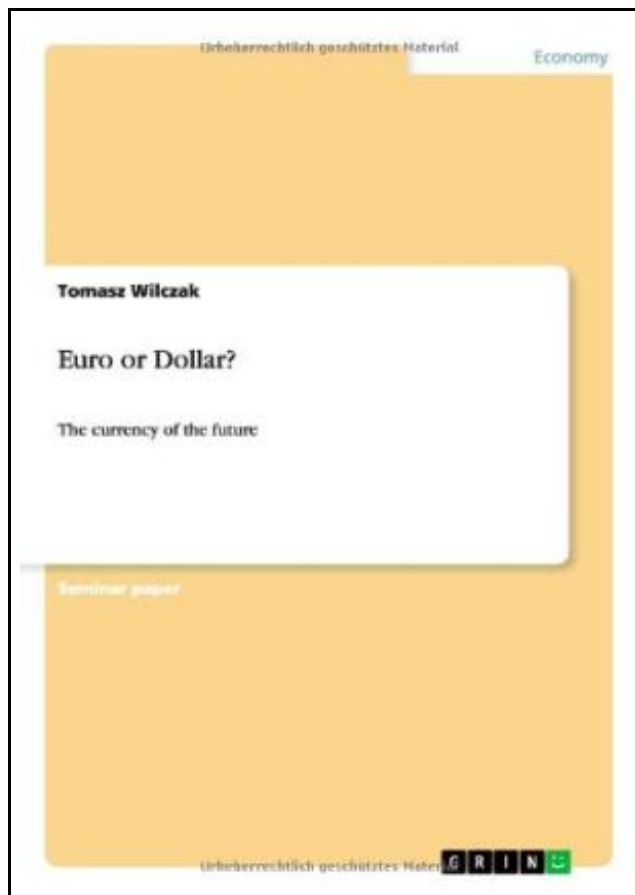 Urheberrechtlich geschütztes Material
Economy
Tomasz Wilczak
Euro or Dollar?
The currency of the future
Seminar paper
Urheberrechtlich geschütztes Mater
GRIN